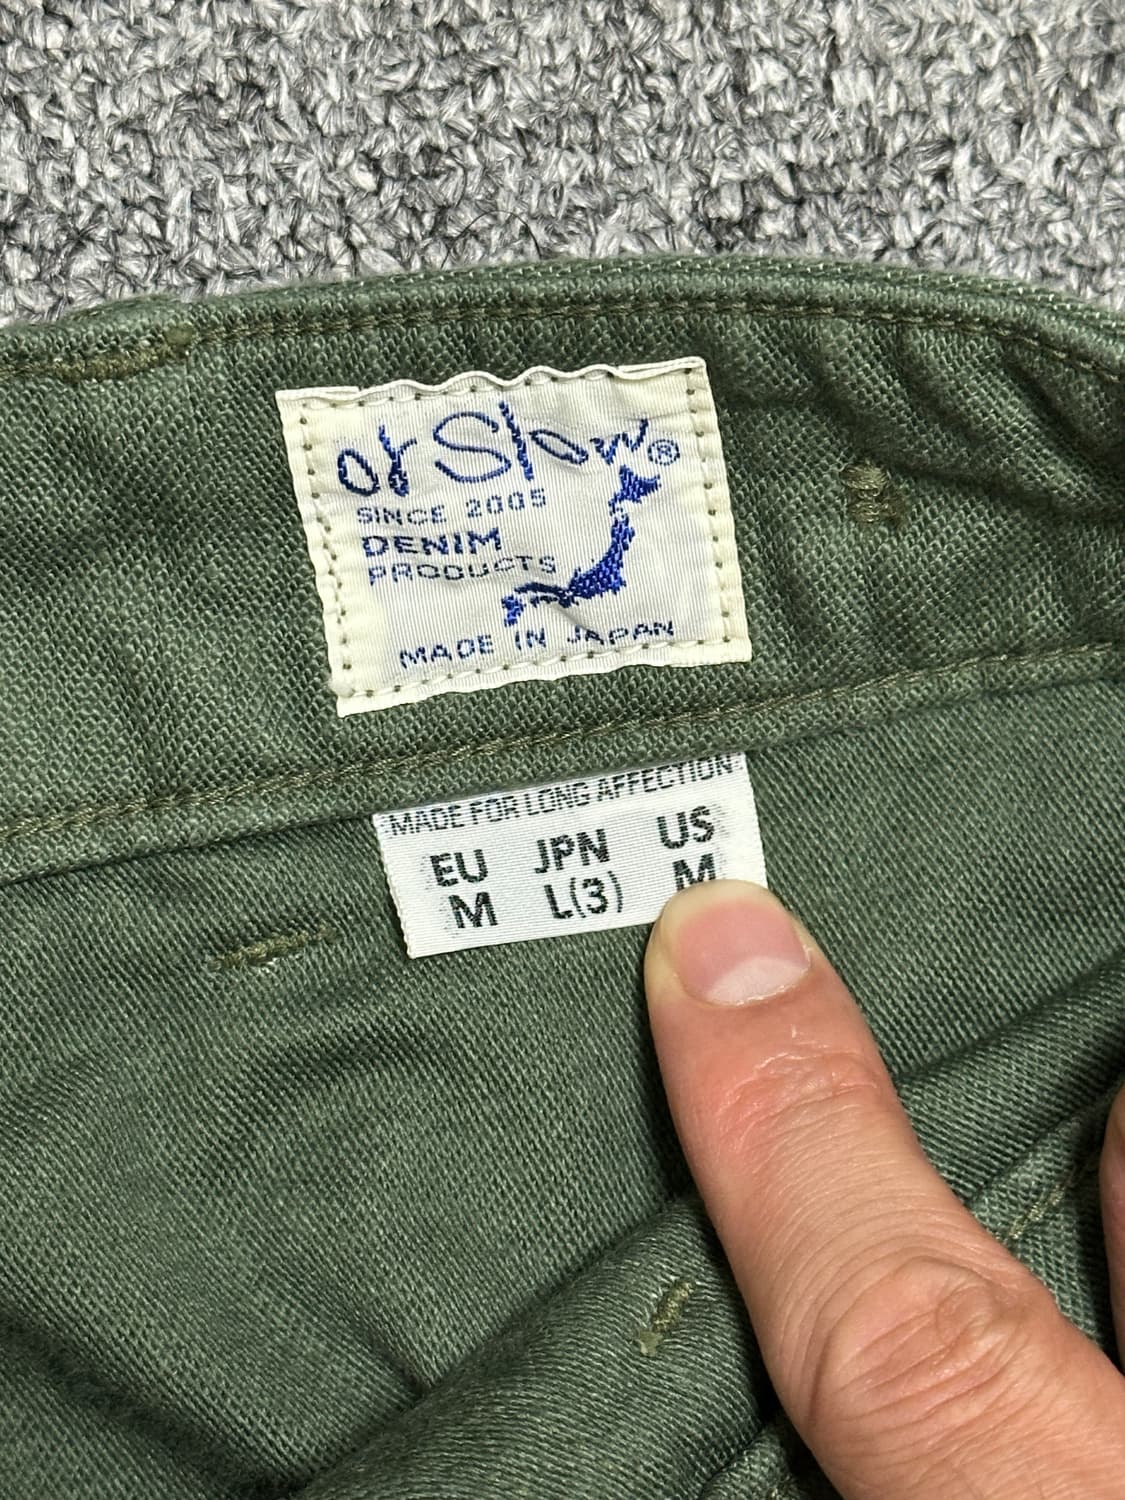 or Slow®
SINCE 2005
DENIM
PRODUCTS
MADE IN JAPAN
MADE FOR LONG AFFECTION
EU JPN US
M L(3) M